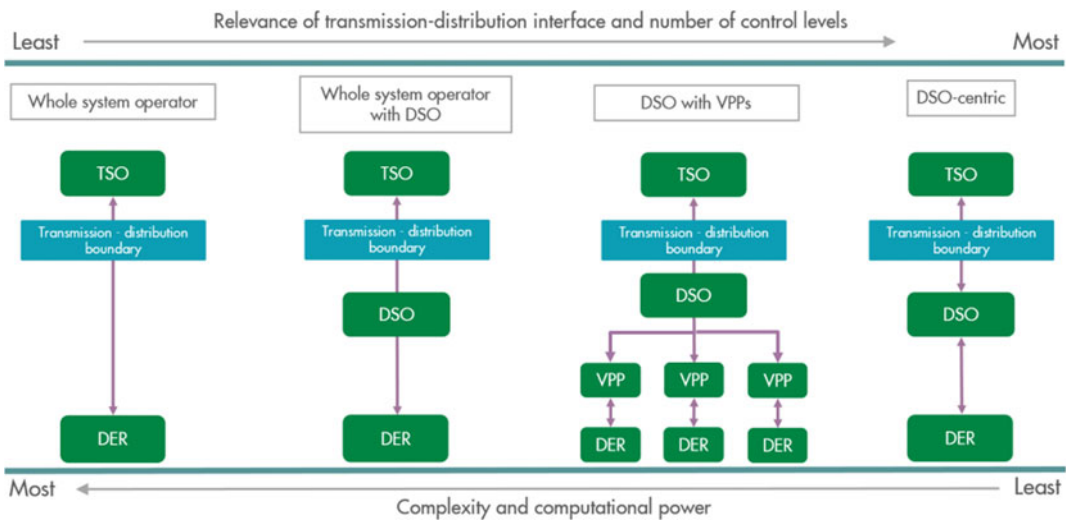 Relevance of transmission-distribution interface and number of control levels
Least
Most
Whole system operator
Whole system operator
with DSO
DSO with VPPs
DSO-centric
TSO
TSO
TSO
TSO
Transmission - distribution
boundary
Transmission - distribution
boundary
Transmission - distribution
boundary
Transmission - distribution
boundary
DSO
DSO
DSO
VPP
VPP
VPP
DER
DER
DER
DER
DER
DER
Most
Least
Complexity and computational power